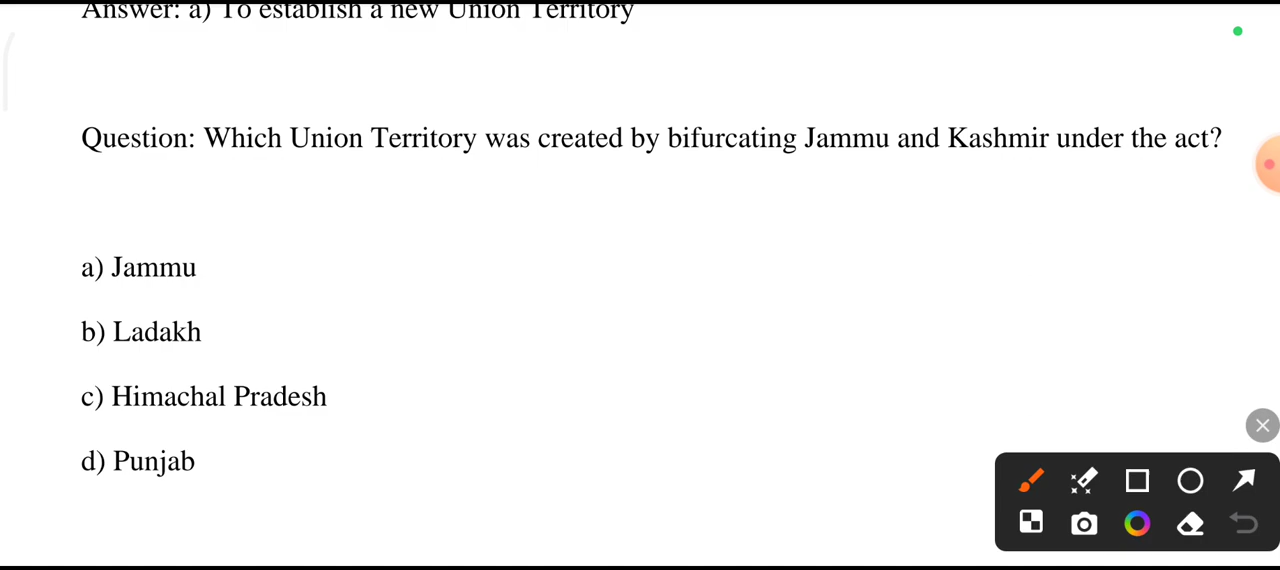 Answer: a) To establish a new Union Territory
Question: Which Union Territory was created by bifurcating Jammu and Kashmir under the act?
a) Jammu
b) Ladakh
c) Himachal Pradesh
d) Punjab